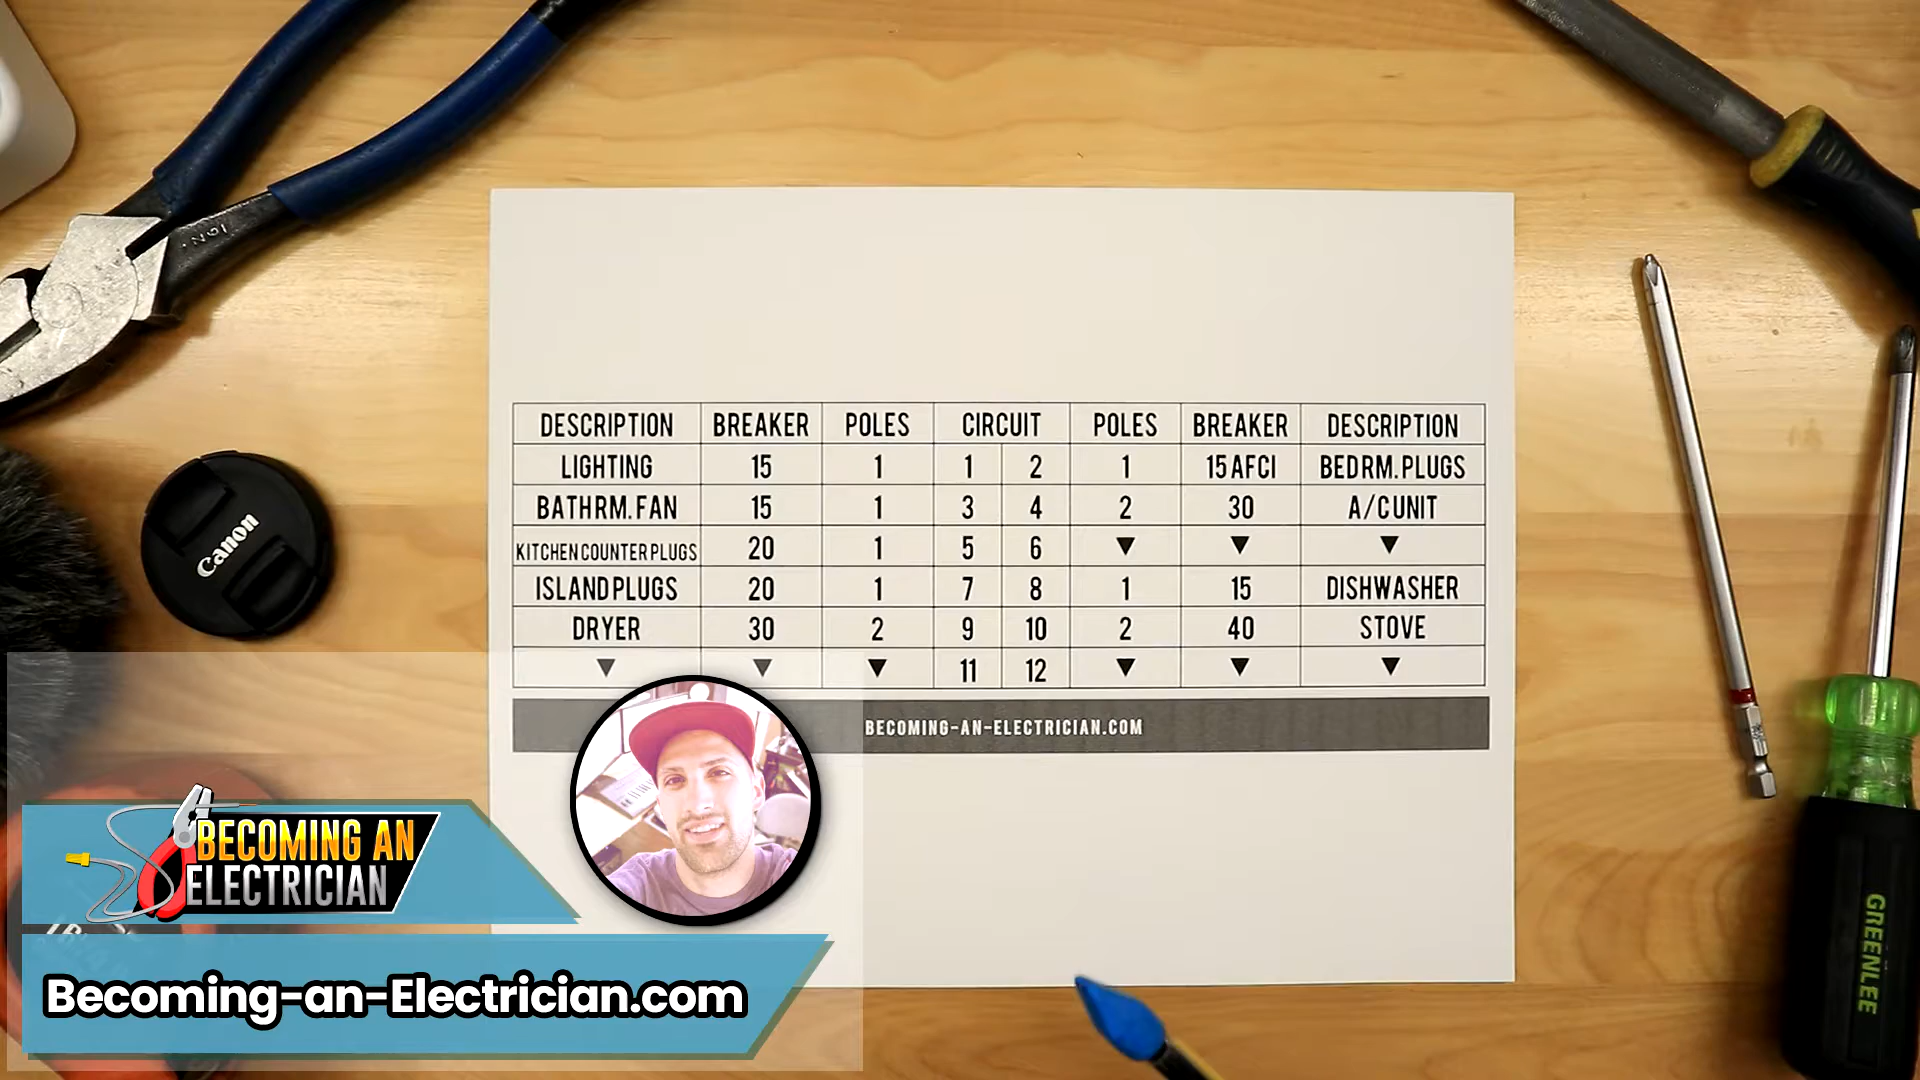 IGN.
Canon
DESCRIPTION BREAKER POLES CIRCUIT POLES BREAKER DESCRIPTION
LIGHTING 15 1 1 2 1 15 AFCI BEDRM. PLUGS
BATHRM. FAN 15 1 3 4 2 30 A/C UNIT
KITCHEN COUNTER PLUGS 20 1 5 6 ▼ ▼ ▼
ISLAND PLUGS 20 1 7 8 1 15 DISHWASHER
DRYER 30 2 9 10 2 40 STOVE
▼ ▼ ▼ 11 12 ▼ ▼ ▼
BECOMING-AN-ELECTRICIAN.COM
BECOMING AN
ELECTRICIAN
Becoming-an-Electrician.com
GREENLEE